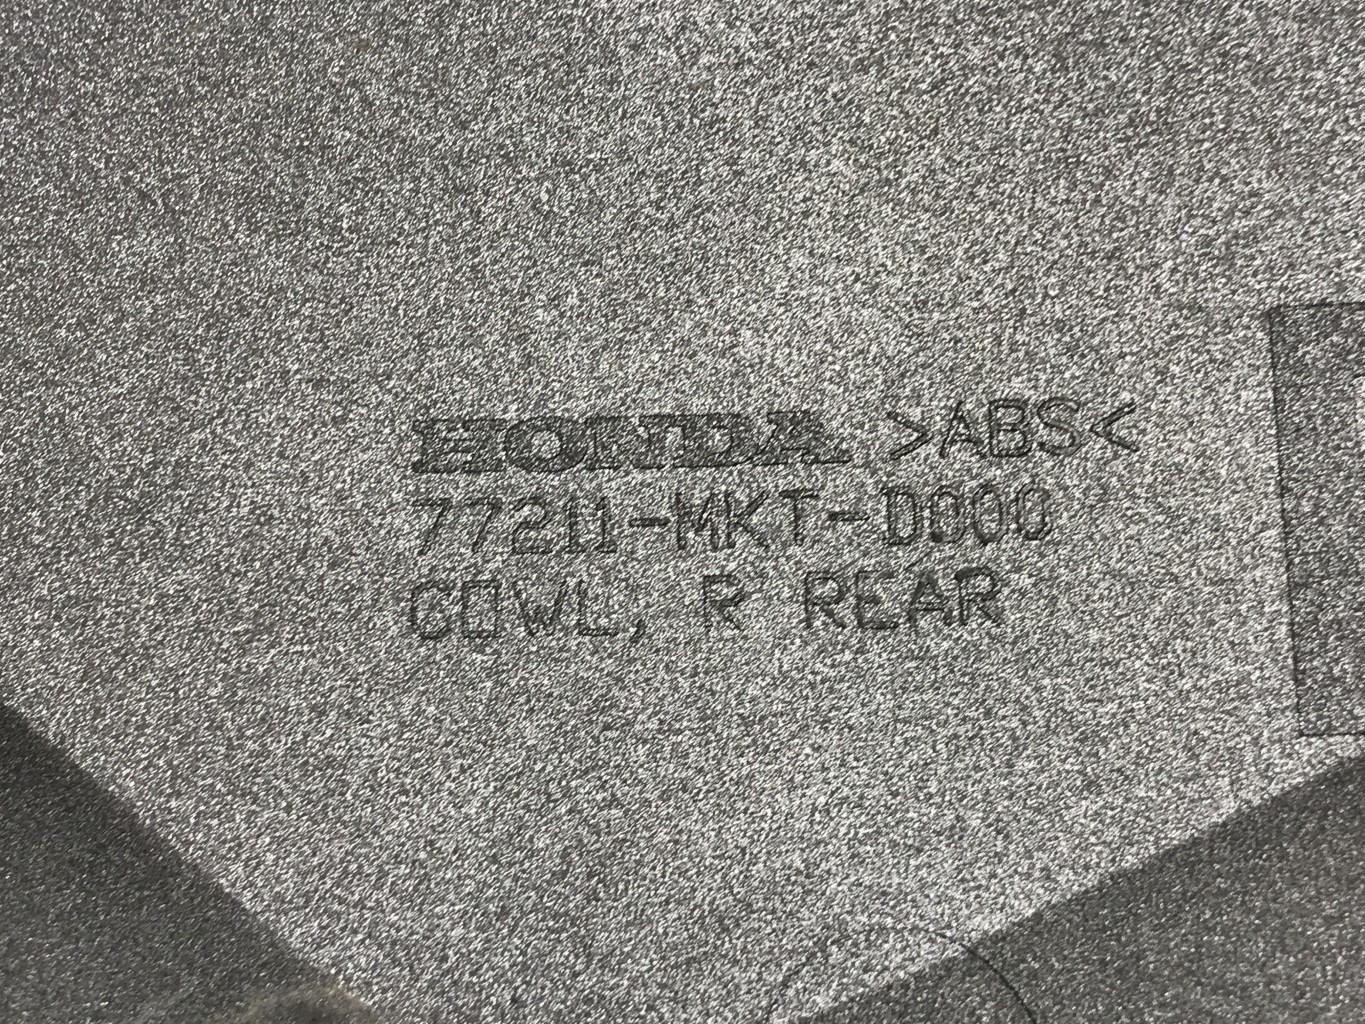 HONDA >ABS<
77211-MKT-D000
COWL, R REAR